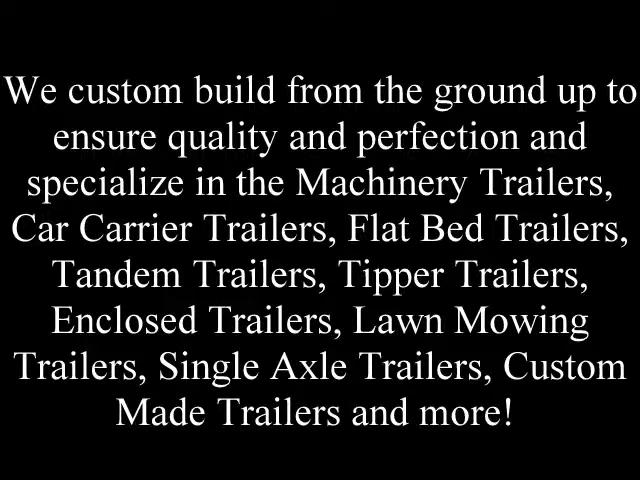 We custom build from the ground up to
ensure quality and perfection and
specialize in the Machinery Trailers,
Car Carrier Trailers, Flat Bed Trailers,
Tandem Trailers, Tipper Trailers,
Enclosed Trailers, Lawn Mowing
Trailers, Single Axle Trailers, Custom
Made Trailers and more!